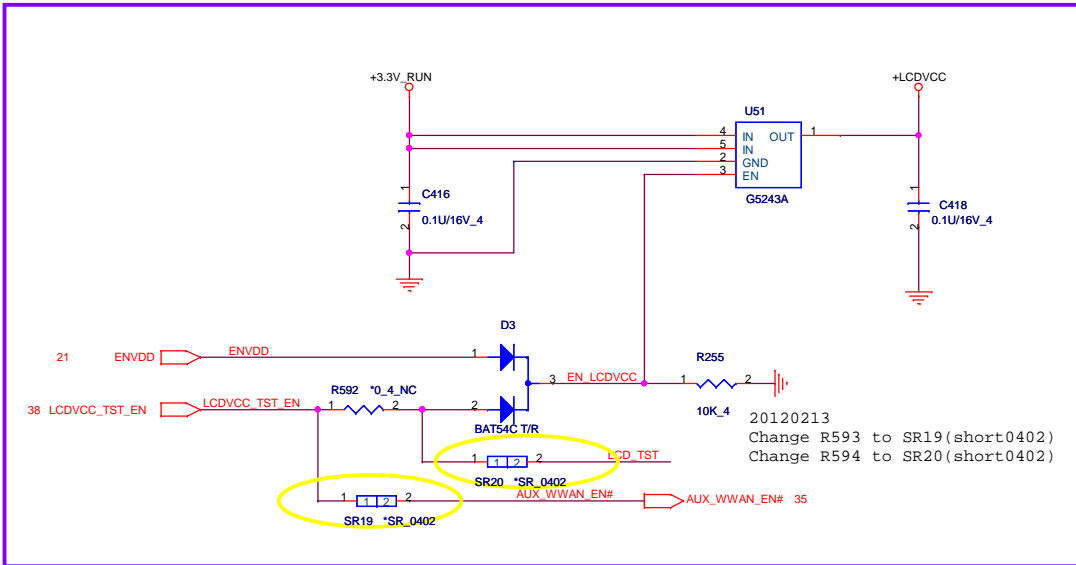 +3.3V_RUN
+LCDVCC
U51
4 IN OUT 1
5 IN
2 GND
3 EN
G5243A
1
C416
0.1U/16V_4
2
1
C418
0.1U/16V_4
2
D3
21 ENVDD ENVDD 1
R255
3 EN_LCDVCC 1 2
10K_4
R592 *0_4_NC
38 LCDVCC_TST_EN LCDVCC_TST_EN 1 2 2
BAT54C T/R
20120213
Change R593 to SR19(short0402)
Change R594 to SR20(short0402)
1 1 2 2 LCD_TST
SR20 *SR_0402
1 1 2 2 AUX_WWAN_EN# AUX_WWAN_EN# 35
SR19 *SR_0402